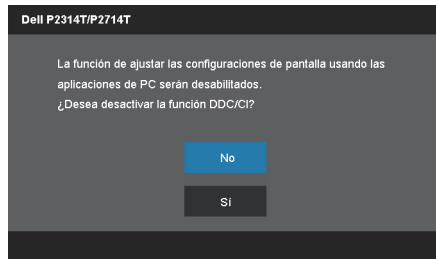 Dell P2314T/P2714T
La función de ajustar las configuraciones de pantalla usando las
aplicaciones de PC serán desabilitados.
¿Desea desactivar la función DDC/CI?
No
Sí